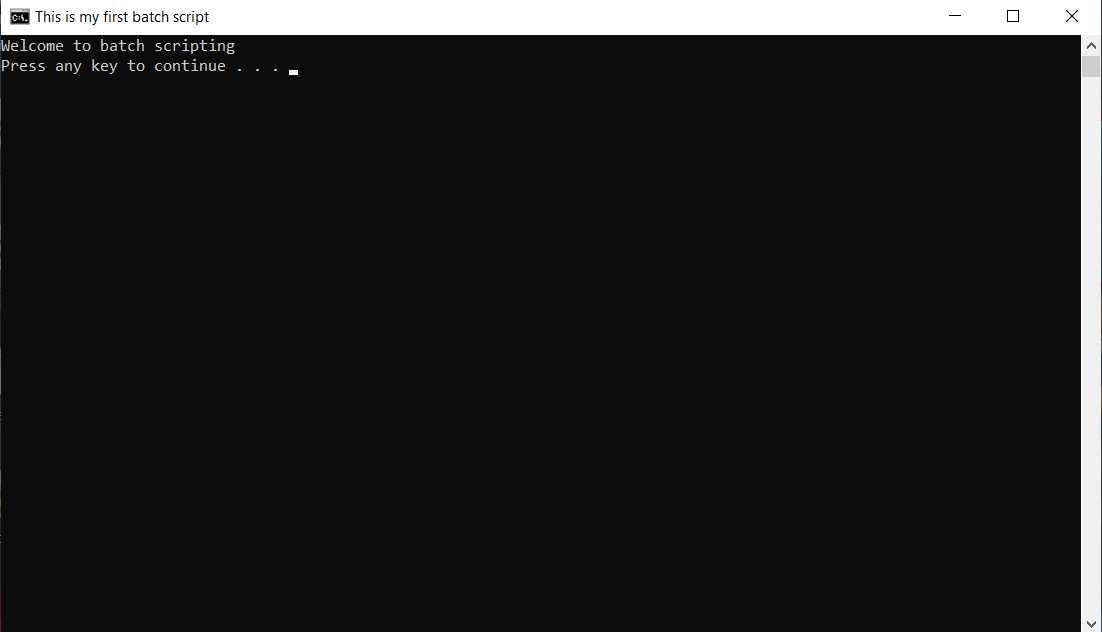 This is my first batch script
Welcome to batch scripting
Press any key to continue . . .